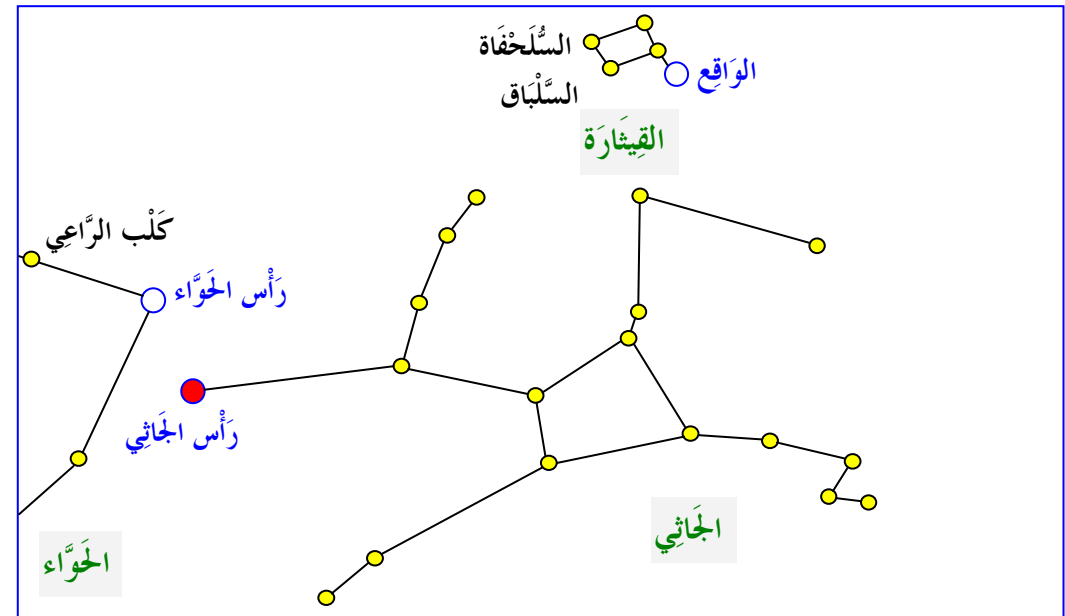 السُّلَحْفَاة
الوَاقِع
السَّلْبَاق
القِيثَارَة
كَلْب الرَّاعِي
رَأْس الحَوَّاء
رَأْس الجَاثِي
الجَاثِي
الحَوَّاء